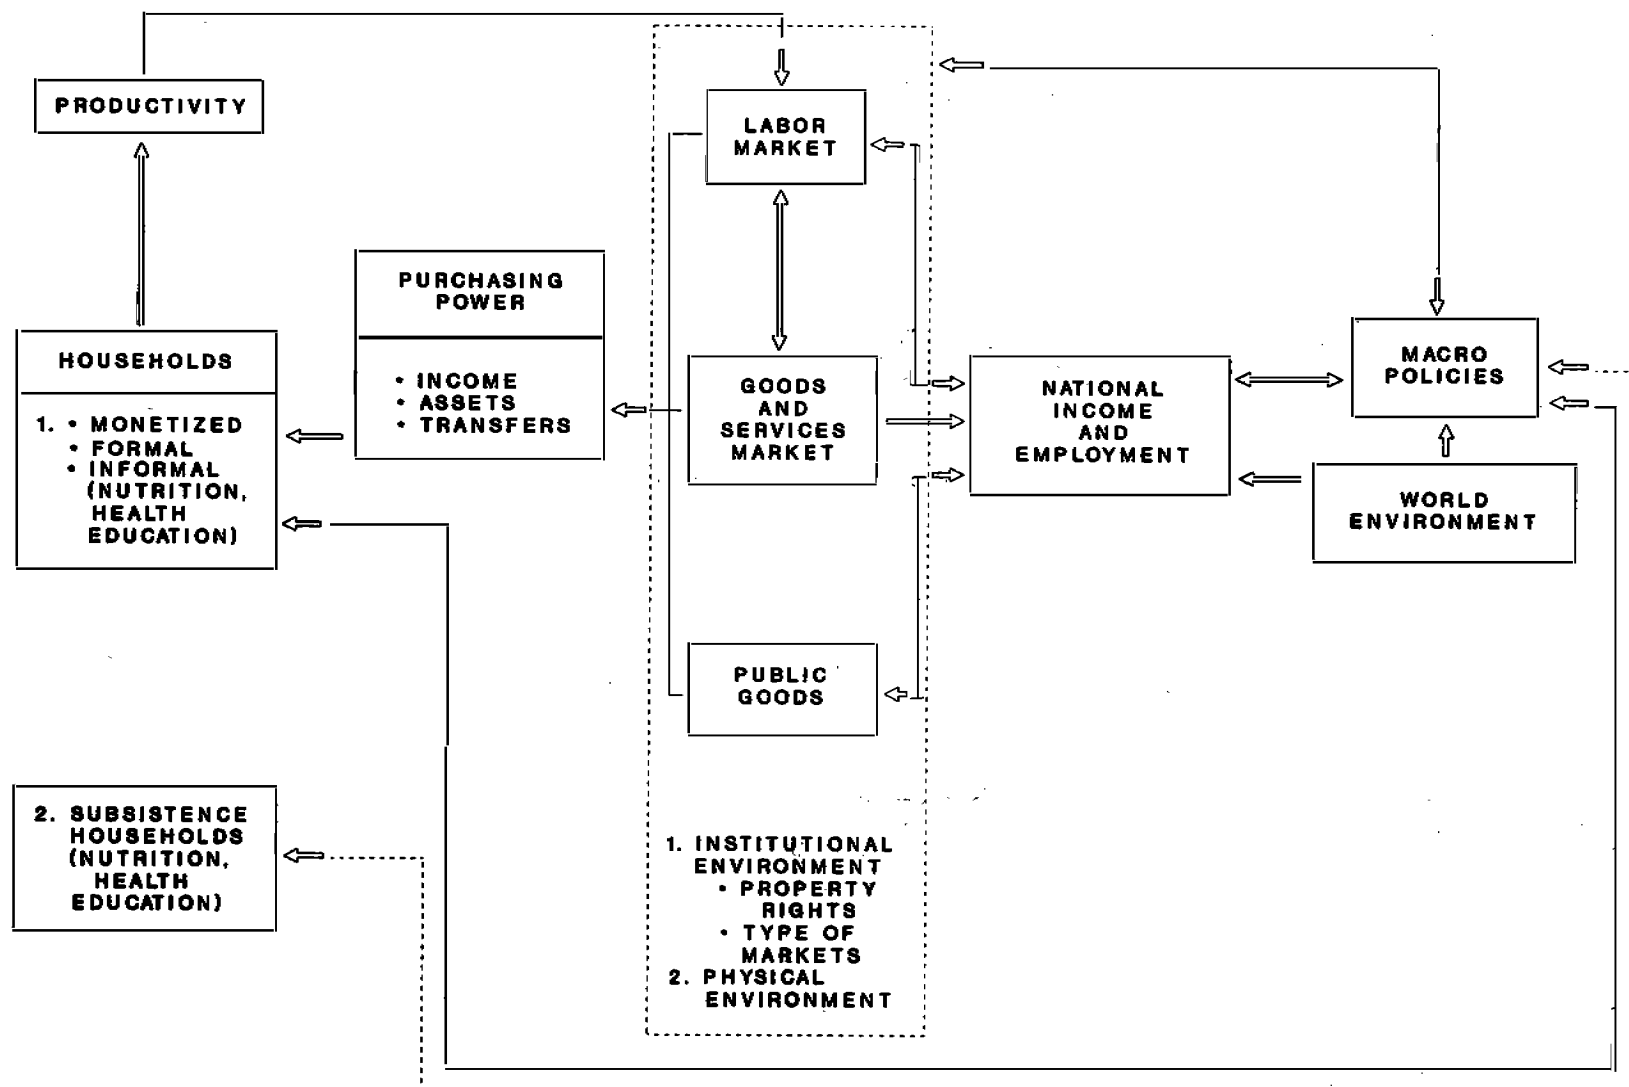 PRODUCTIVITY
LABOR
MARKET
PURCHASING
POWER
• INCOME
• ASSETS
• TRANSFERS
HOUSEHOLDS
1. • MONETIZED
• FORMAL
• INFORMAL
(NUTRITION,
HEALTH
EDUCATION)
GOODS
AND
SERVICES
MARKET
NATIONAL
INCOME
AND
EMPLOYMENT
MACRO
POLICIES
WORLD
ENVIRONMENT
PUBLIC
GOODS
2. SUBSISTENCE
HOUSEHOLDS
(NUTRITION,
HEALTH
EDUCATION)
1. INSTITUTIONAL
ENVIRONMENT
• PROPERTY
RIGHTS
• TYPE OF
MARKETS
2. PHYSICAL
ENVIRONMENT